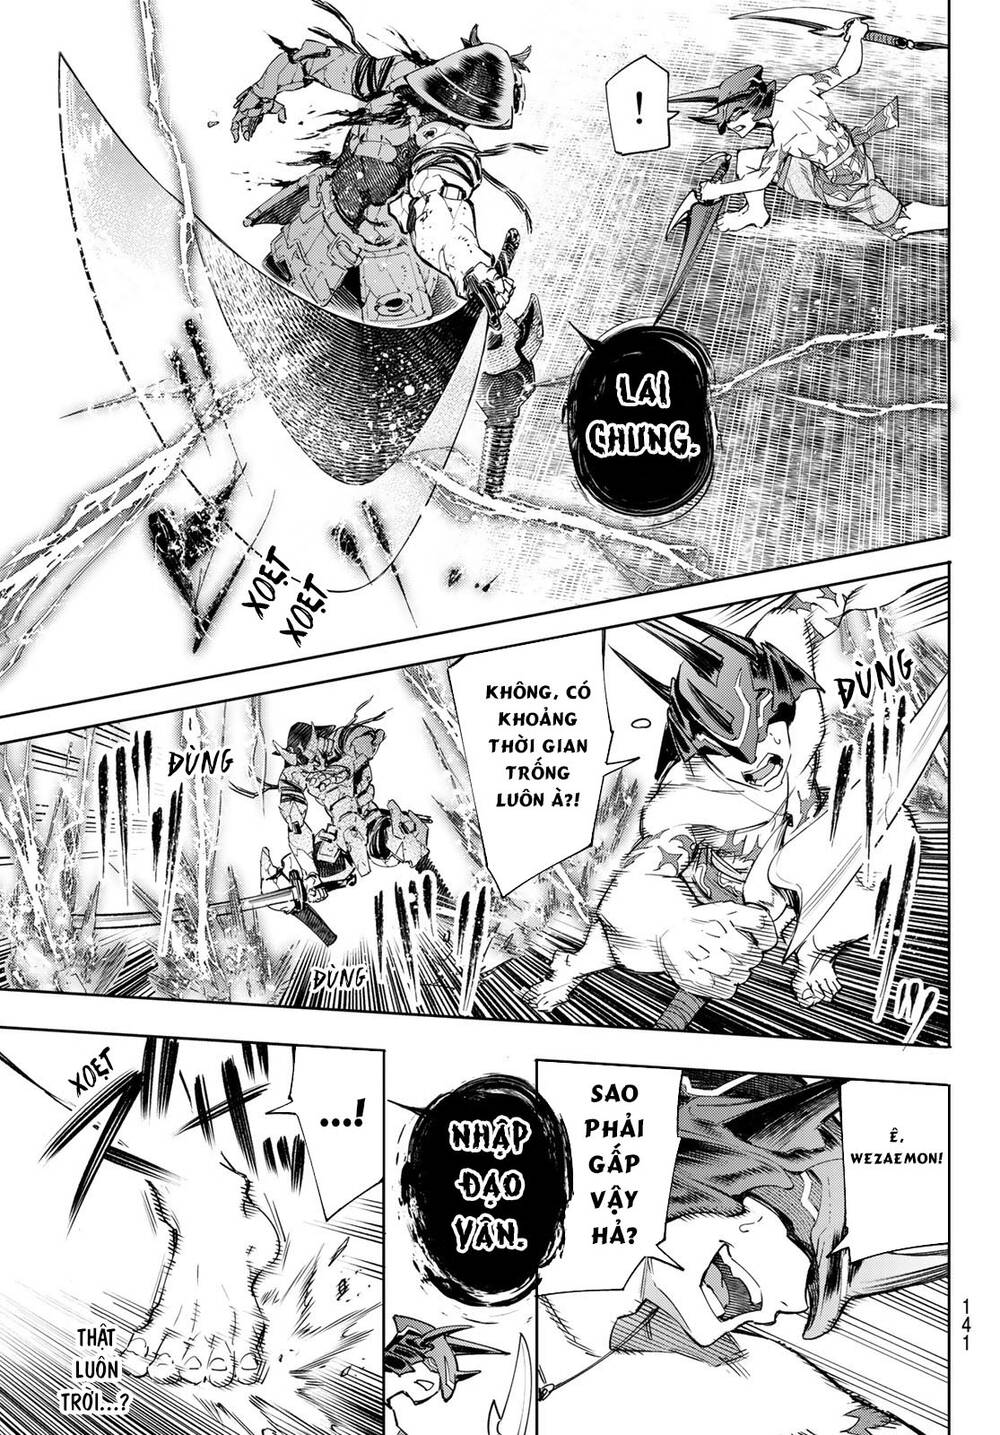 !
LAI
CHUNG.
XOẸT
XOẸT
ĐÙNG
KHÔNG, CÓ
KHOẢNG
THỜI GIAN
TRỐNG
LUÔN À?!
ĐÙNG
ĐÙNG
Ê,
WEZAEMON!
SAO
PHẢI
GẤP
VẬY
HẢ?
NHẬP
ĐẠO
VÂN.
...!
XOẸT
THẬT
LUÔN
TRỜI...?
141